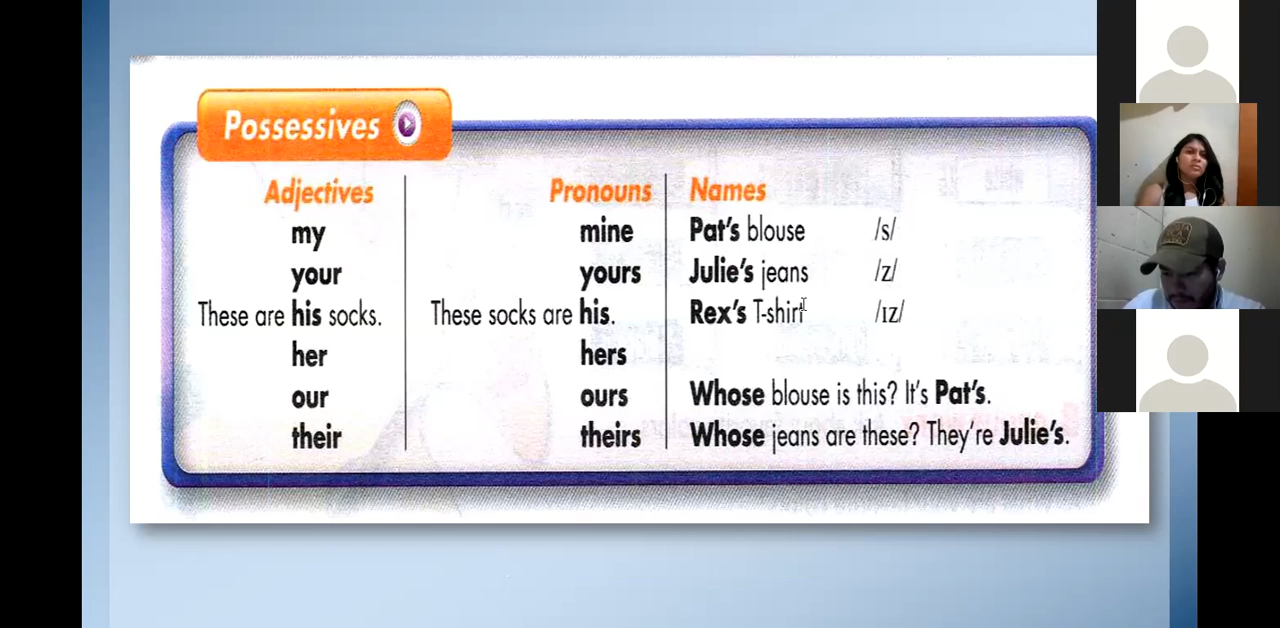 Possessives
Adjectives Pronouns Names
my mine Pat's blouse /s/
your yours Julie's jeans /z/
These are his socks. These socks are his. Rex's T-shirt /ɪz/
her hers
our ours Whose blouse is this? It's Pat's.
their theirs Whose jeans are these? They're Julie's.